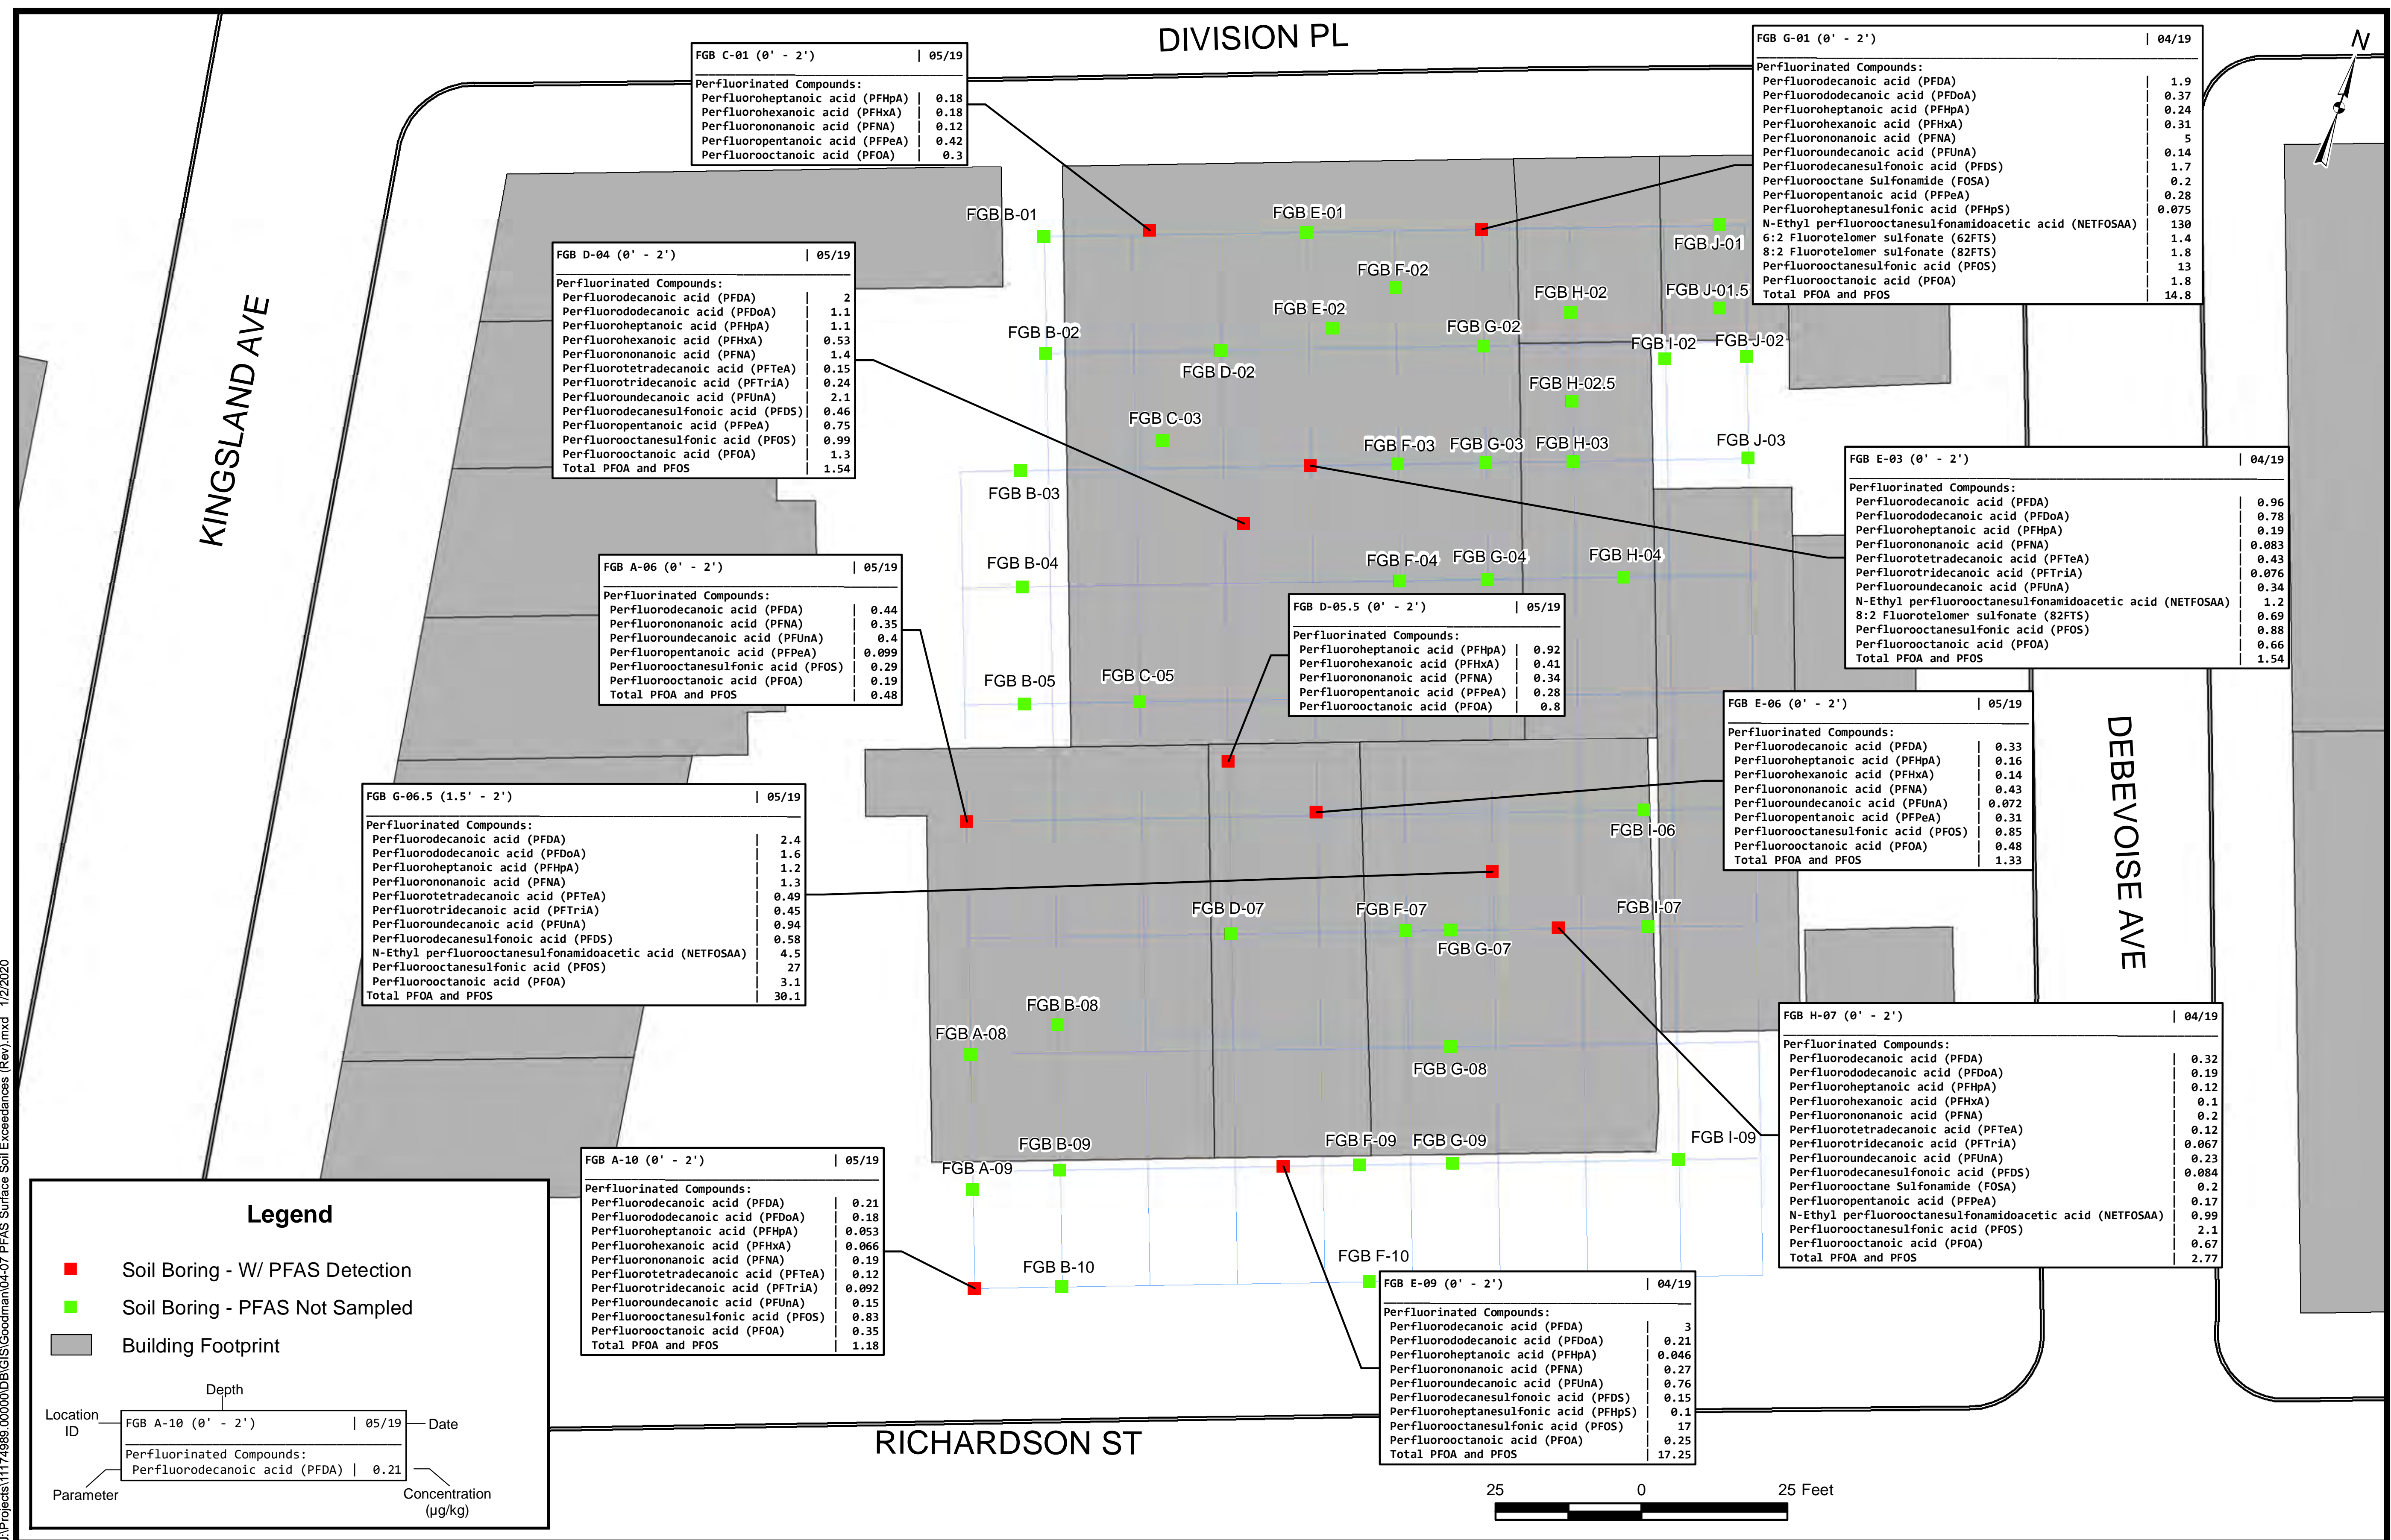 DIVISION PL
N
KINGSLAND AVE
DEBEVOISE AVE
RICHARDSON ST
FGB C-01 (0' - 2') | 05/19
Perfluorinated Compounds:
Perfluoroheptanoic acid (PFHpA) | 0.18
Perfluorohexanoic acid (PFHxA) | 0.18
Perfluorononanoic acid (PFNA) | 0.12
Perfluoropentanoic acid (PFPeA) | 0.42
Perfluorooctanoic acid (PFOA) | 0.3
FGB G-01 (0' - 2') | 04/19
Perfluorinated Compounds:
Perfluorodecanoic acid (PFDA) | 1.9
Perfluorododecanoic acid (PFDoA) | 0.37
Perfluoroheptanoic acid (PFHpA) | 0.24
Perfluorohexanoic acid (PFHxA) | 0.31
Perfluorononanoic acid (PFNA) | 5
Perfluoroundecanoic acid (PFUnA) | 0.14
Perfluorodecanesulfonoic acid (PFDS) | 1.7
Perfluorooctane Sulfonamide (FOSA) | 0.2
Perfluoropentanoic acid (PFPeA) | 0.28
Perfluoroheptanesulfonic acid (PFHpS) | 0.075
N-Ethyl perfluorooctanesulfonamidoacetic acid (NETFOSAA) | 130
6:2 Fluorotelomer sulfonate (62FTS) | 1.4
8:2 Fluorotelomer sulfonate (82FTS) | 1.8
Perfluorooctanesulfonic acid (PFOS) | 13
Perfluorooctanoic acid (PFOA) | 1.8
Total PFOA and PFOS | 14.8
FGB D-04 (0' - 2') | 05/19
Perfluorinated Compounds:
Perfluorodecanoic acid (PFDA) | 2
Perfluorododecanoic acid (PFDoA) | 1.1
Perfluoroheptanoic acid (PFHpA) | 1.1
Perfluorohexanoic acid (PFHxA) | 0.53
Perfluorononanoic acid (PFNA) | 1.4
Perfluorotetradecanoic acid (PFTeA) | 0.15
Perfluorotridecanoic acid (PFTriA) | 0.24
Perfluoroundecanoic acid (PFUnA) | 2.1
Perfluorodecanesulfonoic acid (PFDS)| 0.46
Perfluoropentanoic acid (PFPeA) | 0.75
Perfluorooctanesulfonic acid (PFOS) | 0.99
Perfluorooctanoic acid (PFOA) | 1.3
Total PFOA and PFOS | 1.54
FGB E-03 (0' - 2') | 04/19
Perfluorinated Compounds:
Perfluorodecanoic acid (PFDA) | 0.96
Perfluorododecanoic acid (PFDoA) | 0.78
Perfluoroheptanoic acid (PFHpA) | 0.19
Perfluorononanoic acid (PFNA) | 0.083
Perfluorotetradecanoic acid (PFTeA) | 0.43
Perfluorotridecanoic acid (PFTriA) | 0.076
Perfluoroundecanoic acid (PFUnA) | 0.34
N-Ethyl perfluorooctanesulfonamidoacetic acid (NETFOSAA) | 1.2
8:2 Fluorotelomer sulfonate (82FTS) | 0.69
Perfluorooctanesulfonic acid (PFOS) | 0.88
Perfluorooctanoic acid (PFOA) | 0.66
Total PFOA and PFOS | 1.54
FGB A-06 (0' - 2') | 05/19
Perfluorinated Compounds:
Perfluorodecanoic acid (PFDA) | 0.44
Perfluorononanoic acid (PFNA) | 0.35
Perfluoroundecanoic acid (PFUnA) | 0.4
Perfluoropentanoic acid (PFPeA) | 0.099
Perfluorooctanesulfonic acid (PFOS) | 0.29
Perfluorooctanoic acid (PFOA) | 0.19
Total PFOA and PFOS | 0.48
FGB D-05.5 (0' - 2') | 05/19
Perfluorinated Compounds:
Perfluoroheptanoic acid (PFHpA) | 0.92
Perfluorohexanoic acid (PFHxA) | 0.41
Perfluorononanoic acid (PFNA) | 0.34
Perfluoropentanoic acid (PFPeA) | 0.28
Perfluorooctanoic acid (PFOA) | 0.8
FGB E-06 (0' - 2') | 05/19
Perfluorinated Compounds:
Perfluorodecanoic acid (PFDA) | 0.33
Perfluoroheptanoic acid (PFHpA) | 0.16
Perfluorohexanoic acid (PFHxA) | 0.14
Perfluorononanoic acid (PFNA) | 0.43
Perfluoroundecanoic acid (PFUnA) | 0.072
Perfluoropentanoic acid (PFPeA) | 0.31
Perfluorooctanesulfonic acid (PFOS) | 0.85
Perfluorooctanoic acid (PFOA) | 0.48
Total PFOA and PFOS | 1.33
FGB G-06.5 (1.5' - 2') | 05/19
Perfluorinated Compounds:
Perfluorodecanoic acid (PFDA) | 2.4
Perfluorododecanoic acid (PFDoA) | 1.6
Perfluoroheptanoic acid (PFHpA) | 1.2
Perfluorononanoic acid (PFNA) | 1.3
Perfluorotetradecanoic acid (PFTeA) | 0.49
Perfluorotridecanoic acid (PFTriA) | 0.45
Perfluoroundecanoic acid (PFUnA) | 0.94
Perfluorodecanesulfonoic acid (PFDS) | 0.58
N-Ethyl perfluorooctanesulfonamidoacetic acid (NETFOSAA) | 4.5
Perfluorooctanesulfonic acid (PFOS) | 27
Perfluorooctanoic acid (PFOA) | 3.1
Total PFOA and PFOS | 30.1
FGB H-07 (0' - 2') | 04/19
Perfluorinated Compounds:
Perfluorodecanoic acid (PFDA) | 0.32
Perfluorododecanoic acid (PFDoA) | 0.19
Perfluoroheptanoic acid (PFHpA) | 0.12
Perfluorohexanoic acid (PFHxA) | 0.1
Perfluorononanoic acid (PFNA) | 0.2
Perfluorotetradecanoic acid (PFTeA) | 0.12
Perfluorotridecanoic acid (PFTriA) | 0.067
Perfluoroundecanoic acid (PFUnA) | 0.23
Perfluorodecanesulfonoic acid (PFDS) | 0.084
Perfluorooctane Sulfonamide (FOSA) | 0.2
Perfluoropentanoic acid (PFPeA) | 0.17
N-Ethyl perfluorooctanesulfonamidoacetic acid (NETFOSAA) | 0.99
Perfluorooctanesulfonic acid (PFOS) | 2.1
Perfluorooctanoic acid (PFOA) | 0.67
Total PFOA and PFOS | 2.77
FGB A-10 (0' - 2') | 05/19
Perfluorinated Compounds:
Perfluorodecanoic acid (PFDA) | 0.21
Perfluorododecanoic acid (PFDoA) | 0.18
Perfluoroheptanoic acid (PFHpA) | 0.053
Perfluorohexanoic acid (PFHxA) | 0.066
Perfluorononanoic acid (PFNA) | 0.19
Perfluorotetradecanoic acid (PFTeA) | 0.12
Perfluorotridecanoic acid (PFTriA) | 0.092
Perfluoroundecanoic acid (PFUnA) | 0.15
Perfluorooctanesulfonic acid (PFOS) | 0.83
Perfluorooctanoic acid (PFOA) | 0.35
Total PFOA and PFOS | 1.18
FGB E-09 (0' - 2') | 04/19
Perfluorinated Compounds:
Perfluorodecanoic acid (PFDA) | 3
Perfluorododecanoic acid (PFDoA) | 0.21
Perfluoroheptanoic acid (PFHpA) | 0.046
Perfluorononanoic acid (PFNA) | 0.27
Perfluoroundecanoic acid (PFUnA) | 0.76
Perfluorodecanesulfonoic acid (PFDS) | 0.15
Perfluoroheptanesulfonic acid (PFHpS) | 0.1
Perfluorooctanesulfonic acid (PFOS) | 17
Perfluorooctanoic acid (PFOA) | 0.25
Total PFOA and PFOS | 17.25
FGB B-01
FGB E-01
FGB J-01
FGB F-02
FGB E-02
FGB H-02
FGB J-01.5
FGB B-02
FGB D-02
FGB G-02
FGB I-02
FGB J-02
FGB H-02.5
FGB C-03
FGB F-03
FGB G-03
FGB H-03
FGB J-03
FGB B-03
FGB B-04
FGB F-04
FGB G-04
FGB H-04
FGB B-05
FGB C-05
FGB I-06
FGB D-07
FGB F-07
FGB G-07
FGB I-07
FGB B-08
FGB A-08
FGB G-08
FGB B-09
FGB A-09
FGB F-09
FGB G-09
FGB I-09
FGB B-10
FGB F-10
Legend
Soil Boring - W/ PFAS Detection
Soil Boring - PFAS Not Sampled
Building Footprint
Depth
Location
ID
FGB A-10 (0' - 2') | 05/19
Date
Perfluorinated Compounds:
Perfluorodecanoic acid (PFDA) | 0.21
Parameter
Concentration
(µg/kg)
25 0 25 Feet
J:\Projects\11174989.00000\DB\GIS\Goodman\04-07 PFAS Surface Soil Exceedances (Rev).mxd 1/2/2020